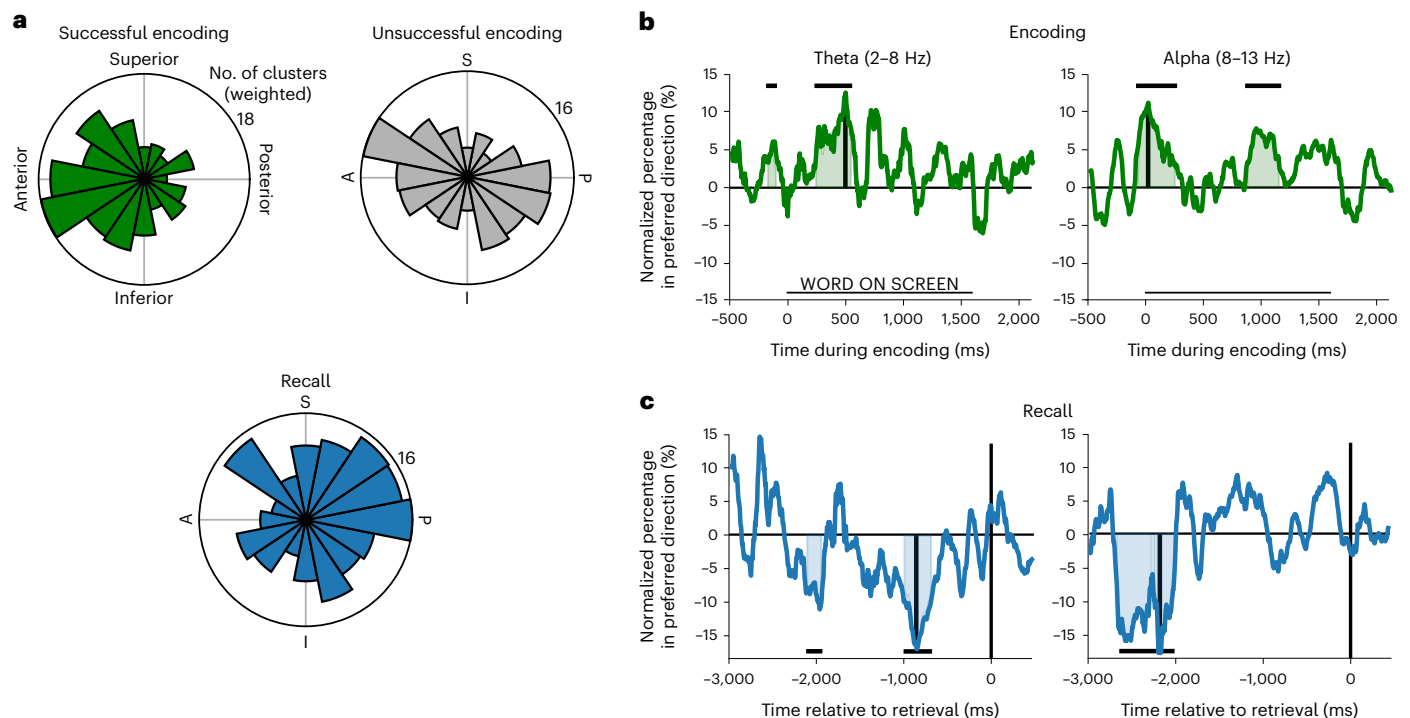 a
Successful encoding
Superior
No. of clusters
(weighted)
18
Anterior
Posterior
Inferior
Unsuccessful encoding
S
16
A
P
I
Recall
S
16
A
P
I
b
Encoding
Theta (2–8 Hz)
Alpha (8–13 Hz)
Normalized percentage
in preferred direction (%)
15
10
5
0
–5
–10
–15
WORD ON SCREEN
–500 0 500 1,000 1,500 2,000
Time during encoding (ms)
15
10
5
0
–5
–10
–15
–500 0 500 1,000 1,500 2,000
Time during encoding (ms)
c
Recall
Normalized percentage
in preferred direction (%)
15
10
5
0
–5
–10
–15
–3,000 –2,000 –1,000 0
Time relative to retrieval (ms)
15
10
5
0
–5
–10
–15
–3,000 –2,000 –1,000 0
Time relative to retrieval (ms)